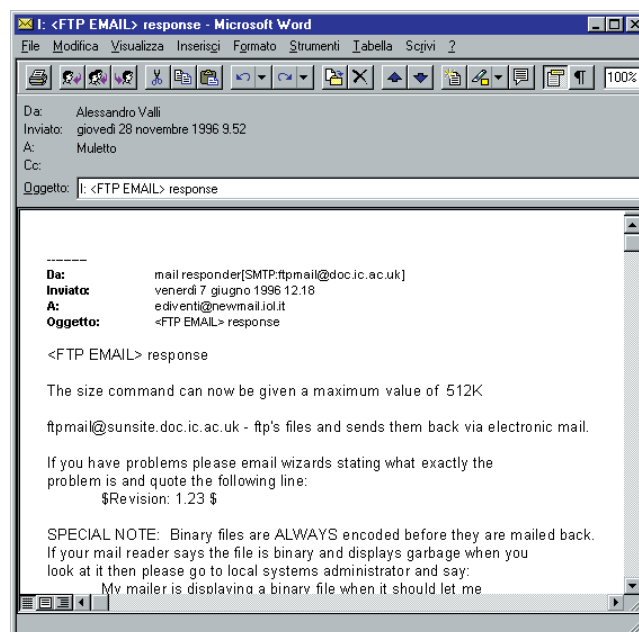 I: <FTP EMAIL> response - Microsoft Word
File Modifica Visualizza Inserisci Formato Strumenti Tabella Scrivi ?
100%
Da: Alessandro Valli
Inviato: giovedì 28 novembre 1996 9.52
A: Muletto
Cc:
Oggetto: I: <FTP EMAIL> response
------
Da: mail responder[SMTP:ftpmail@doc.ic.ac.uk]
Inviato: venerdì 7 giugno 1996 12.18
A: ediventi@newmail.iol.it
Oggetto: <FTP EMAIL> response
<FTP EMAIL> response
The size command can now be given a maximum value of 512K
ftpmail@sunsite.doc.ic.ac.uk - ftp's files and sends them back via electronic mail.
If you have problems please email wizards stating what exactly the
problem is and quote the following line:
$Revision: 1.23 $
SPECIAL NOTE: Binary files are ALWAYS encoded before they are mailed back.
If your mail reader says the file is binary and displays garbage when you
look at it then please go to local systems administrator and say:
My mailer is displaying a binary file when it should let me